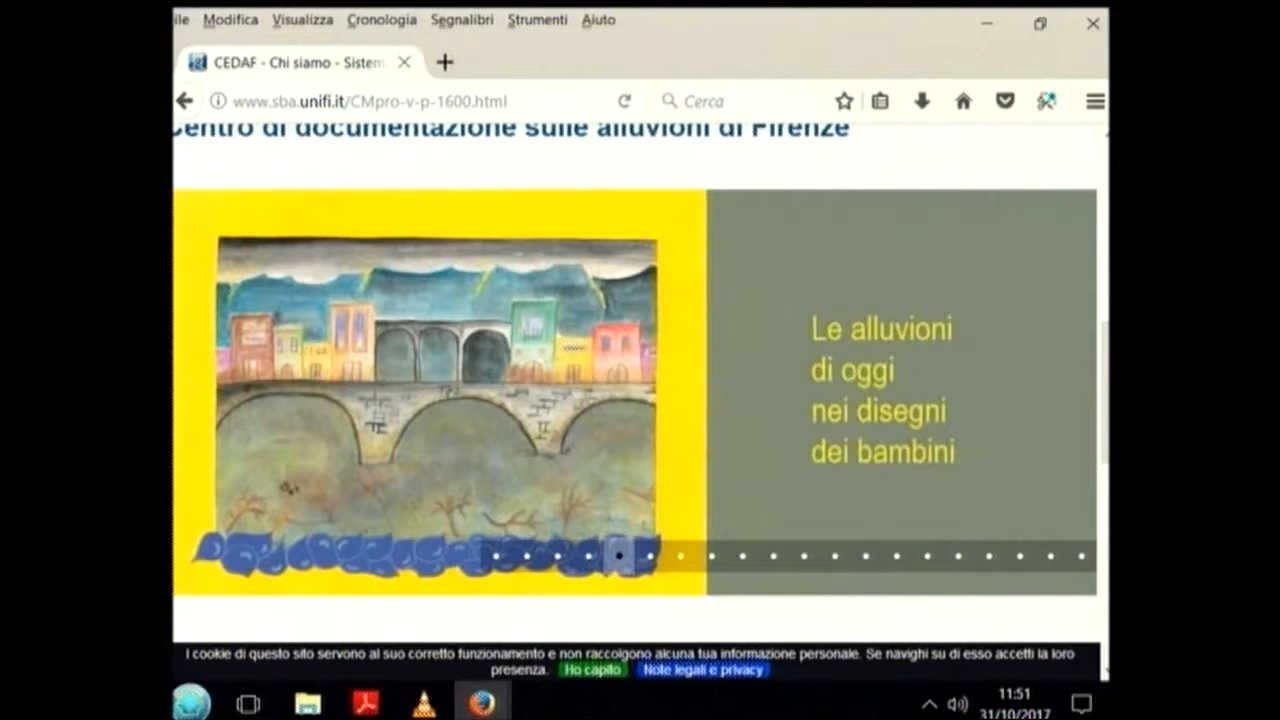 ile Modifica Visualizza Cronologia Segnalibri Strumenti Aiuto
CEDAF - Chi siamo - Sistem
www.sba.unifi.it/CMpro-v-p-1600.html
Cerca
Centro di documentazione sulle alluvioni di Firenze
Le alluvioni
di oggi
nei disegni
dei bambini
I cookie di questo sito servono al suo corretto funzionamento e non raccolgono alcuna tua informazione personale. Se navighi su di esso accetti la loro
presenza. Ho capito Note legali e privacy
11:51
31/10/2017